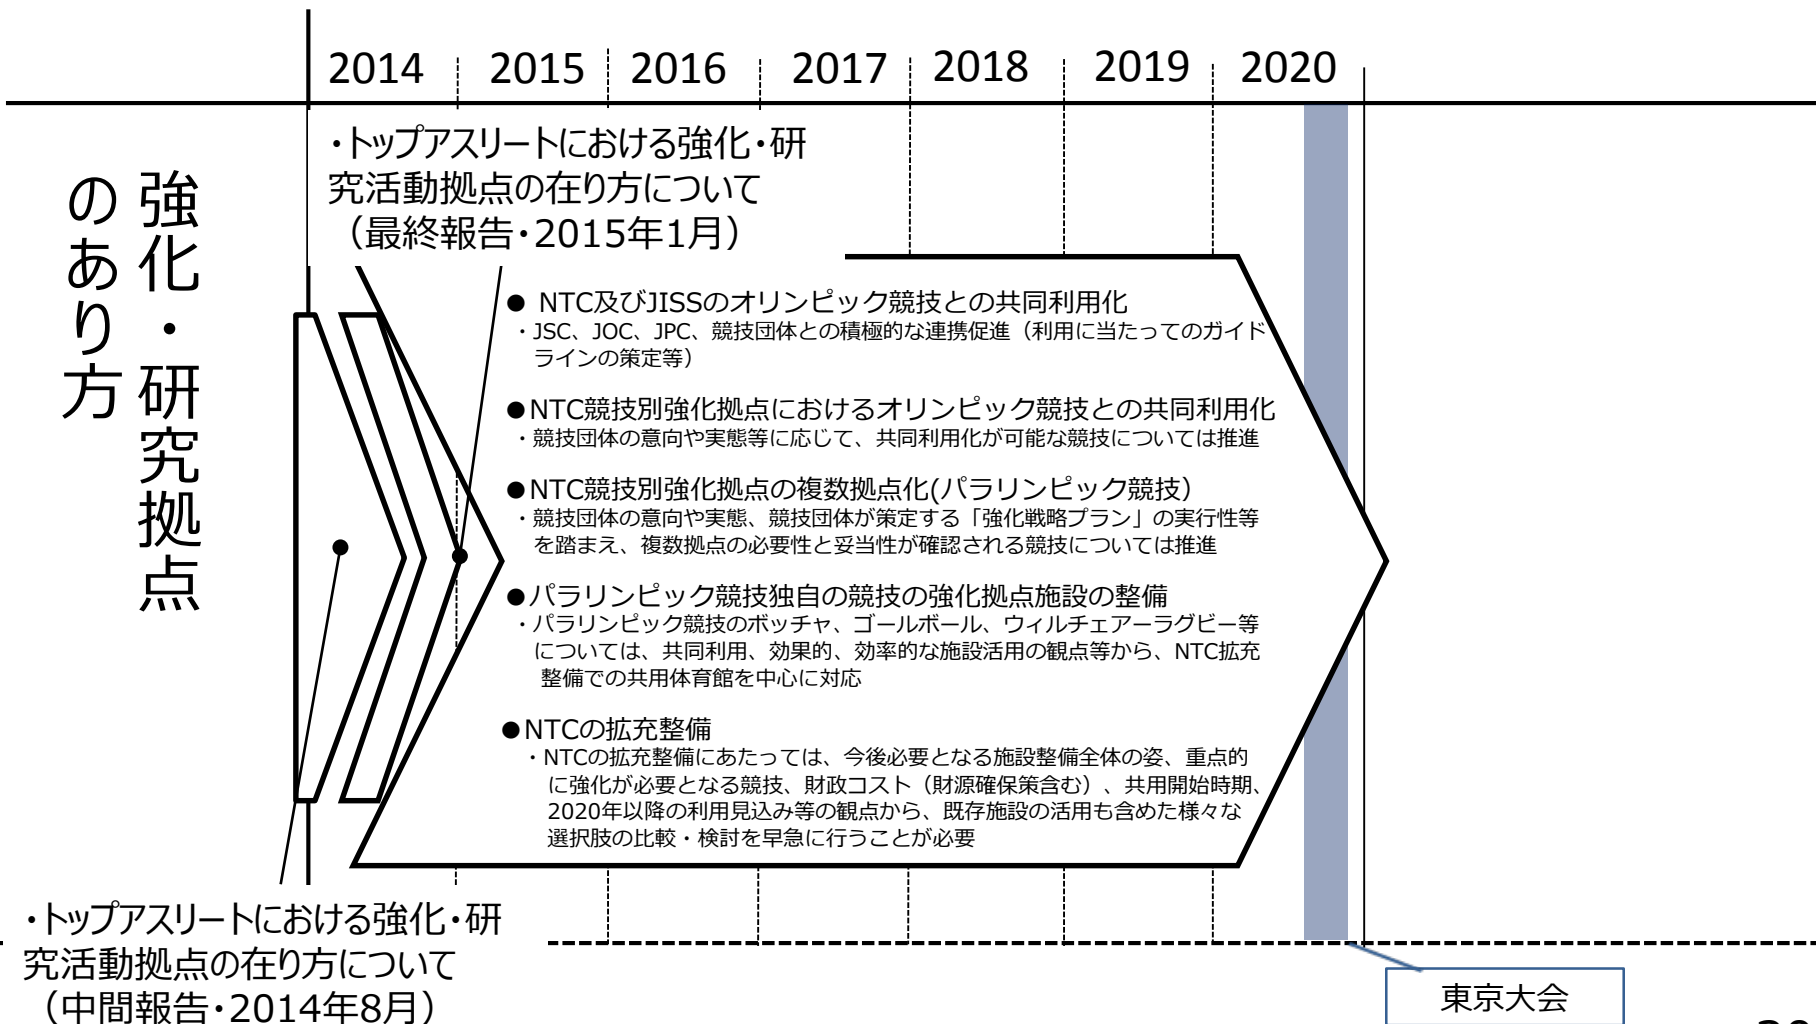 2014 2015 2016 2017 2018 2019 2020
強化・研究拠点
のあり方
・トップアスリートにおける強化・研
究活動拠点の在り方について
（最終報告・2015年1月）
● NTC及びJISSのオリンピック競技との共同利用化
・JSC、JOC、JPC、競技団体との積極的な連携促進（利用に当たってのガイド
ラインの策定等）
●NTC競技別強化拠点におけるオリンピック競技との共同利用化
・競技団体の意向や実態等に応じて、共同利用化が可能な競技については推進
●NTC競技別強化拠点の複数拠点化(パラリンピック競技）
・競技団体の意向や実態、競技団体が策定する「強化戦略プラン」の実行性等
を踏まえ、複数拠点の必要性と妥当性が確認される競技については推進
●パラリンピック競技独自の競技の強化拠点施設の整備
・パラリンピック競技のボッチャ、ゴールボール、ウィルチェアーラグビー等
については、共同利用、効果的、効率的な施設活用の観点等から、NTC拡充
整備での共用体育館を中心に対応
●NTCの拡充整備
・NTCの拡充整備にあたっては、今後必要となる施設整備全体の姿、重点的
に強化が必要となる競技、財政コスト（財源確保策含む）、共用開始時期、
2020年以降の利用見込み等の観点から、既存施設の活用も含めた様々な
選択肢の比較・検討を早急に行うことが必要
・トップアスリートにおける強化・研
究活動拠点の在り方について
（中間報告・2014年8月）
東京大会